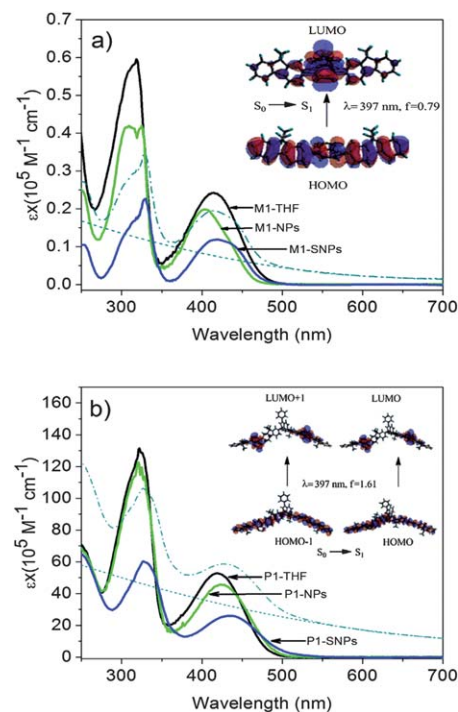 a)
LUMO
S0 → S1
λ=397 nm, f=0.79
HOMO
M1-THF
M1-NPs
M1-SNPs
εx(10^5 M^-1 cm^-1)
0.6
0.5
0.4
0.3
0.2
0.1
0.0
300 400 500 600 700
Wavelength (nm)
b)
LUMO+1 LUMO
λ=397 nm, f=1.61
HOMO-1 HOMO
S0 → S1
P1-THF
P1-NPs
P1-SNPs
εx(10^5 M^-1 cm^-1)
160
140
120
100
80
60
40
20
0
300 400 500 600 700
Wavelength (nm)